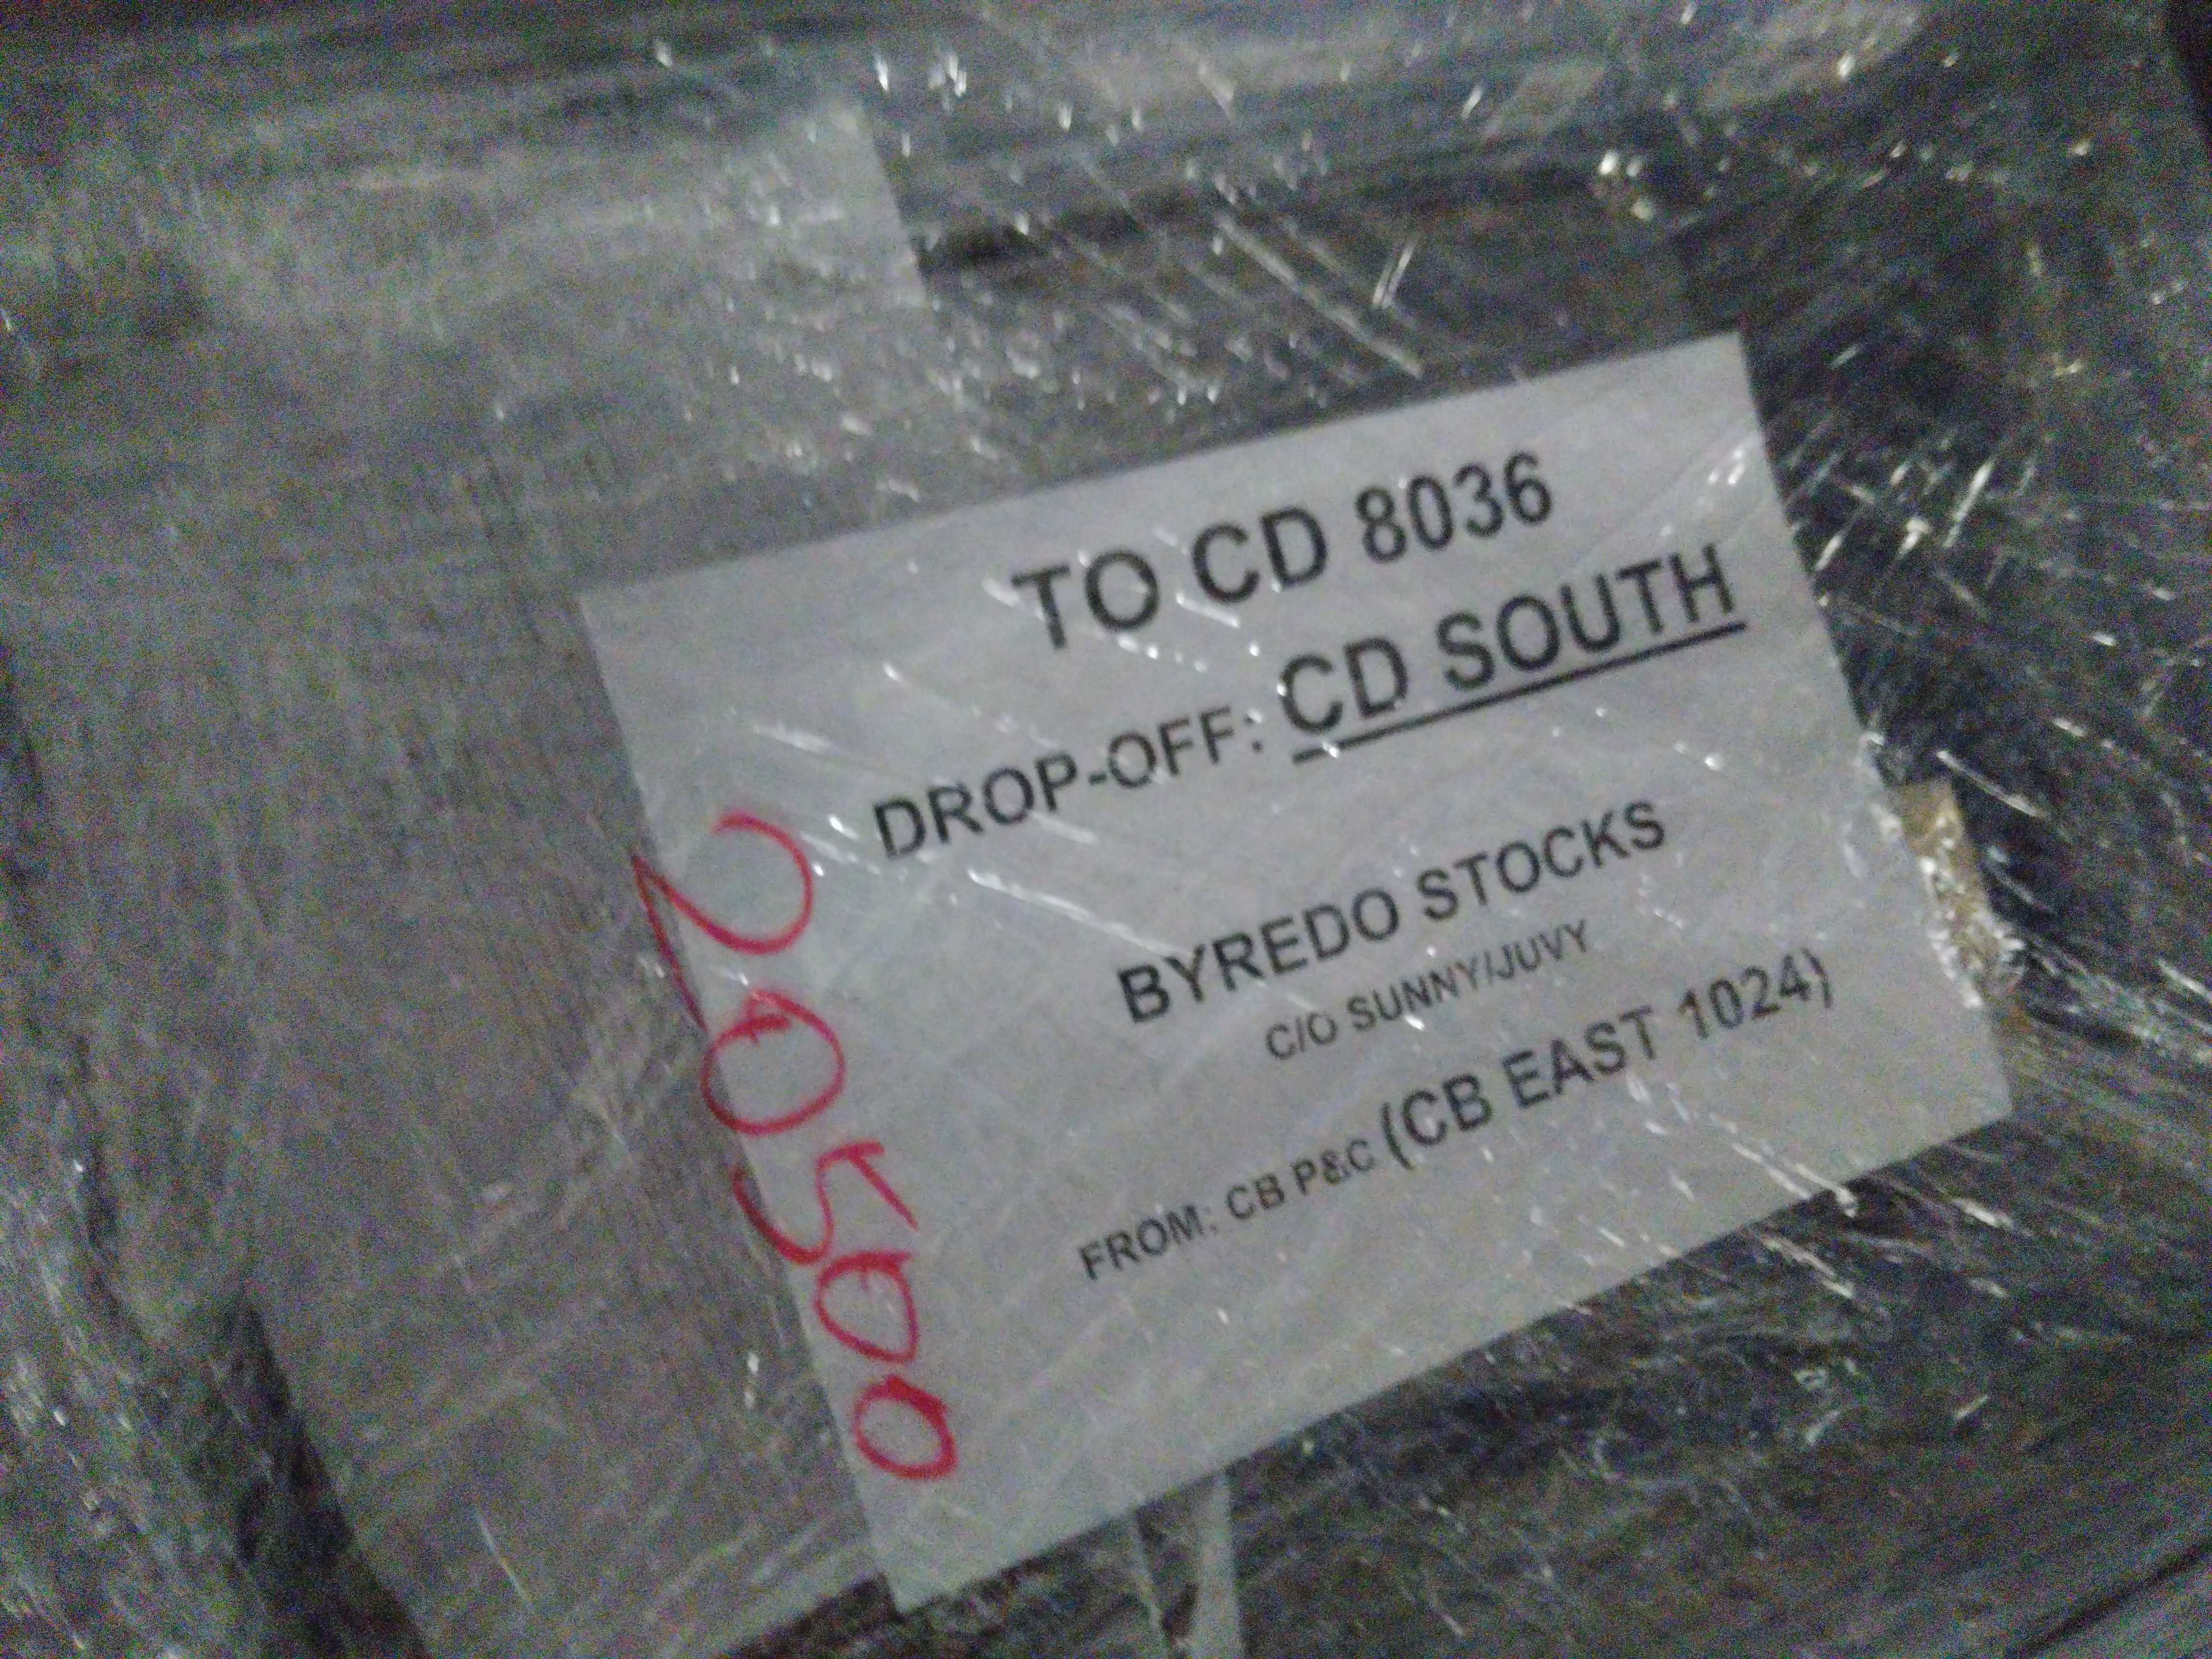 TO CD 8036
DROP-OFF: CD SOUTH
BYREDO STOCKS
C/O SUNNY/JUVY
FROM: CB P&C (CB EAST 1024)
20500